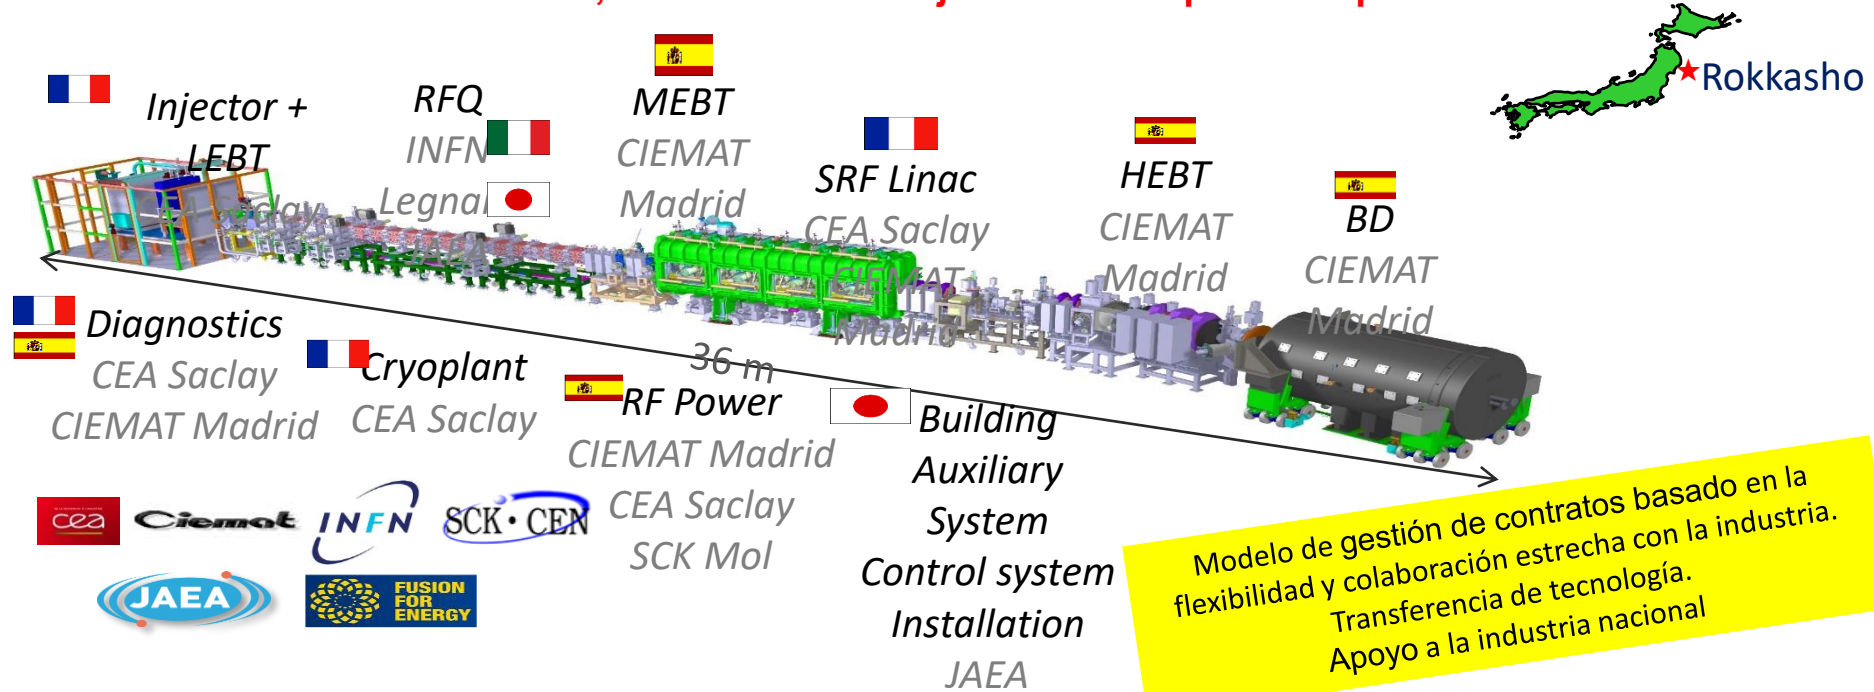 Rokkasho
Injector +
LEBT
RFQ
INFN
MEBT
CIEMAT
Madrid
SRF Linac
CEA Saclay
CIEMAT
Madrid
HEBT
CIEMAT
Madrid
BD
CIEMAT
Madrid
36 m
Diagnostics
CEA Saclay
CIEMAT Madrid
Cryoplant
CEA Saclay
RF Power
CIEMAT Madrid
CEA Saclay
SCK Mol
Building
Auxiliary
System
Control system
Installation
JAEA
cea
Ciemat
INFN
SCK•CEN
JAEA
FUSION
FOR
ENERGY
Modelo de gestión de contratos basado en la
flexibilidad y colaboración estrecha con la industria.
Transferencia de tecnología.
Apoyo a la industria nacional